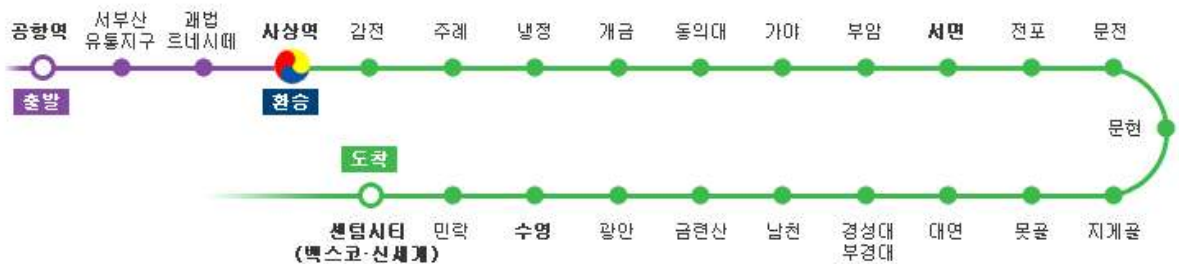 공항역
서부산
유통지구
괘법
르네시떼
사상역
감전
주례
냉정
개금
동의대
가야
부암
서면
전포
문전
출발
환승
문현
도착
센텀시티
(벡스코·신세계)
민락
수영
광안
금련산
남천
경성대
부경대
대연
못골
지게골